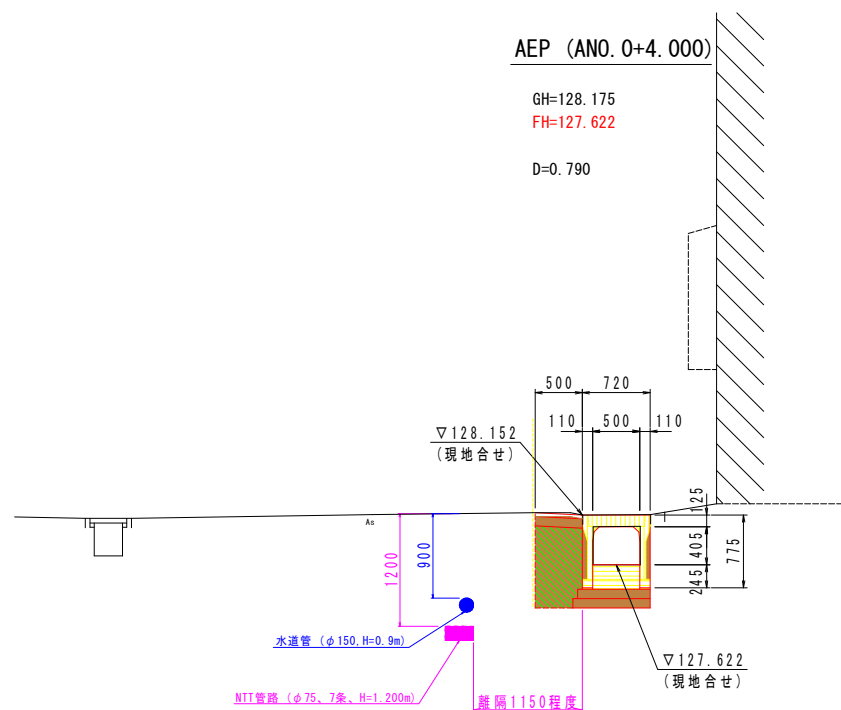 AEP (AN0.0+4.000)
GH=128.175
FH=127.622
D=0.790
500 720
110 500 110
▽128.152
(現地合せ)
125
As
405
775
900
1200
245
水道管 (φ150,H=0.9m)
▽127.622
(現地合せ)
NTT管路 (φ75、7条、H=1.200m)
離隔1150程度